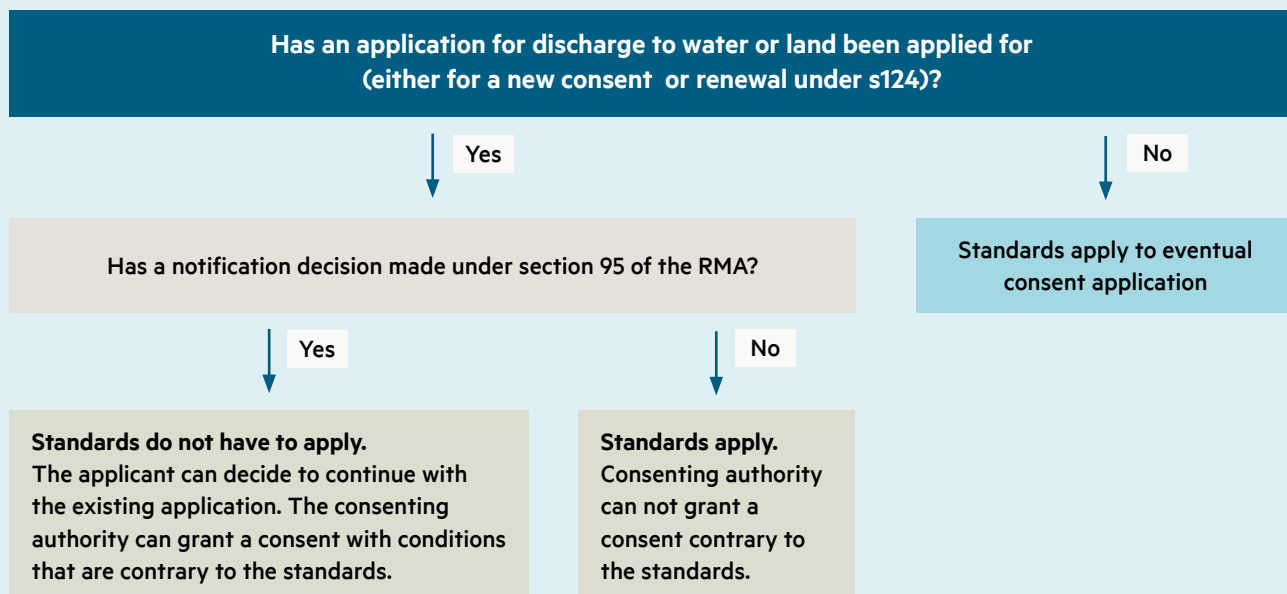 Has an application for discharge to water or land been applied for
(either for a new consent or renewal under s124)?
Yes
No
Has a notification decision made under section 95 of the RMA?
Standards apply to eventual
consent application
Yes
No
Standards do not have to apply.
The applicant can decide to continue with
the existing application. The consenting
authority can grant a consent with conditions
that are contrary to the standards.
Standards apply.
Consenting authority
can not grant a
consent contrary to
the standards.